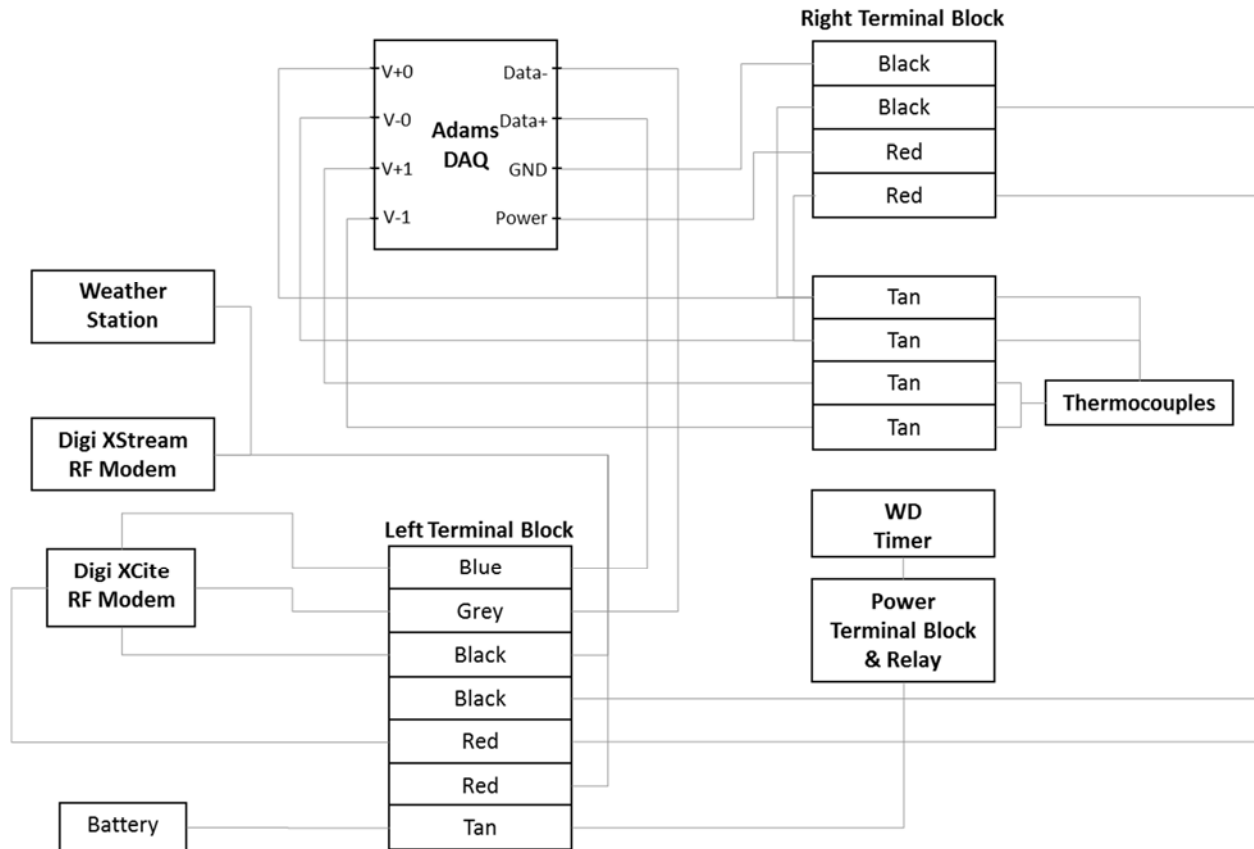 Right Terminal Block
Black
Black
Red
Red
V+0
V-0
V+1
V-1
Adams
DAQ
Data-
Data+
GND
Power
Weather
Station
Tan
Tan
Tan
Tan
Thermocouples
Digi XStream
RF Modem
Left Terminal Block
Blue
Grey
Black
Black
Red
Red
Tan
Digi XCite
RF Modem
WD
Timer
Power
Terminal Block
& Relay
Battery